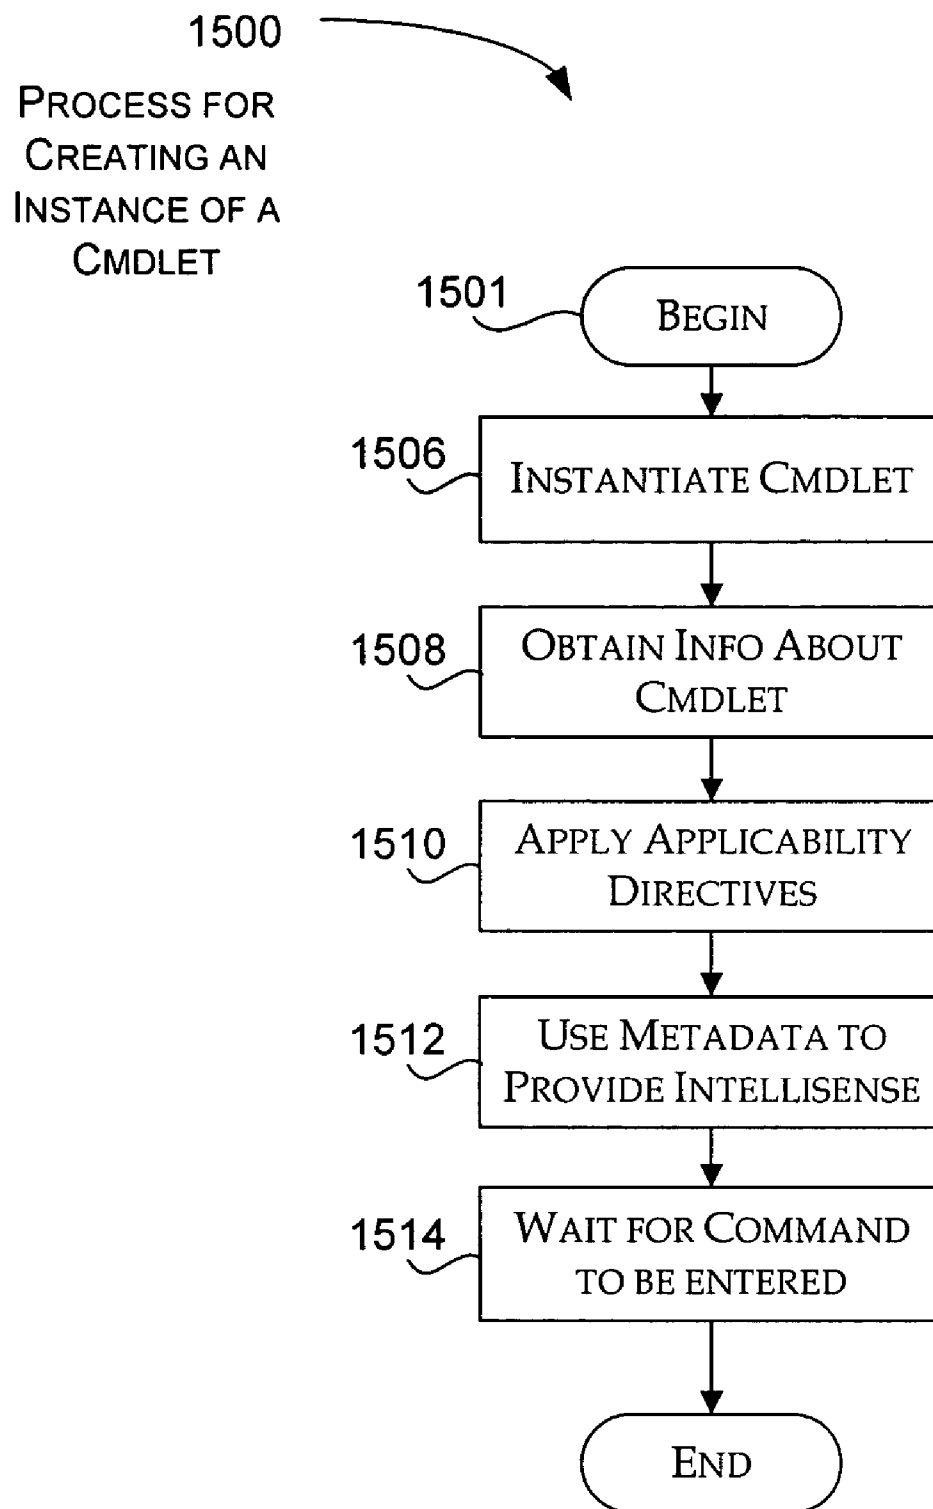 1500
PROCESS FOR
CREATING AN
INSTANCE OF A
CMDLET
1501
BEGIN
1506
INSTANTIATE CMDLET
1508
OBTAIN INFO ABOUT
CMDLET
1510
APPLY APPLICABILITY
DIRECTIVES
1512
USE METADATA TO
PROVIDE INTELLISENSE
1514
WAIT FOR COMMAND
TO BE ENTERED
END